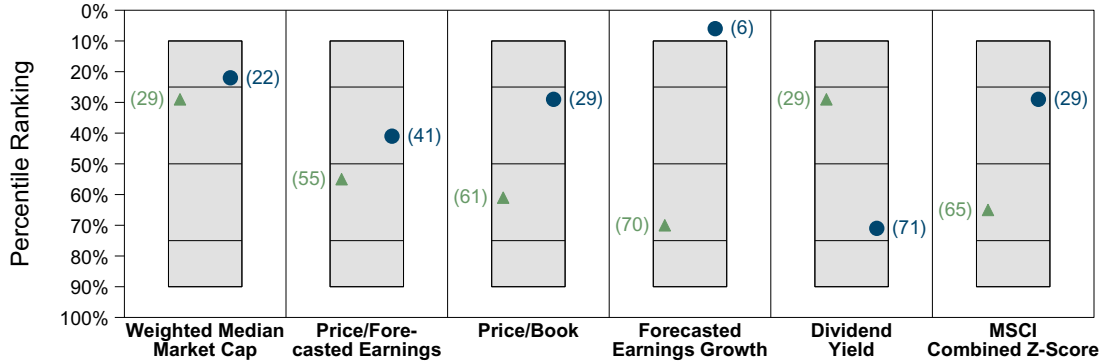 Percentile Ranking
0%
10%
20%
30%
40%
50%
60%
70%
80%
90%
100%
(29)
(22)
(55)
(41)
(61)
(29)
(70)
(6)
(29)
(71)
(65)
(29)
Weighted Median
Market Cap
Price/Fore-
casted Earnings
Price/Book
Forecasted
Earnings Growth
Dividend
Yield
MSCI
Combined Z-Score